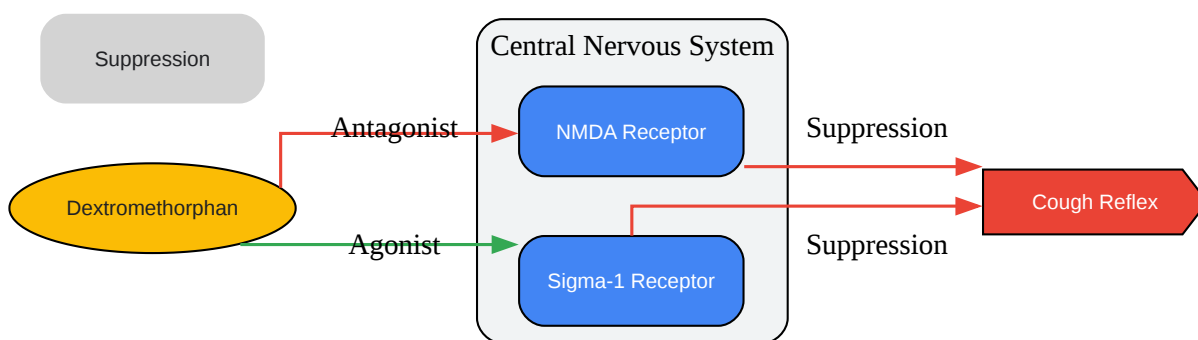 Suppression
Central Nervous System
Antagonist
NMDA Receptor
Suppression
Dextromethorphan
Cough Reflex
Agonist
Suppression
Sigma-1 Receptor